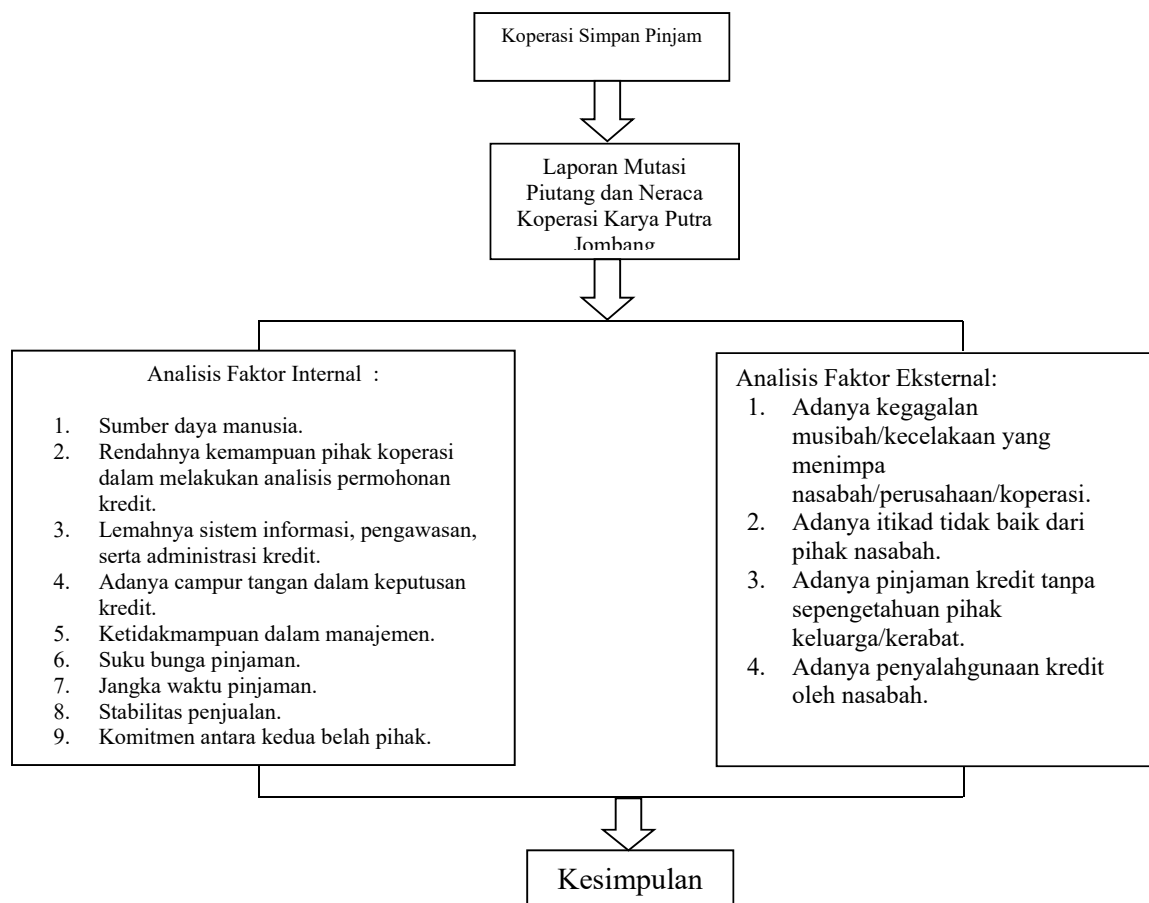 Koperasi Simpan Pinjam
Laporan Mutasi
Piutang dan Neraca
Koperasi Karya Putra
Jombang
Analisis Faktor Internal :
1. Sumber daya manusia.
2. Rendahnya kemampuan pihak koperasi
dalam melakukan analisis permohonan
kredit.
3. Lemahnya sistem informasi, pengawasan,
serta administrasi kredit.
4. Adanya campur tangan dalam keputusan
kredit.
5. Ketidakmampuan dalam manajemen.
6. Suku bunga pinjaman.
7. Jangka waktu pinjaman.
8. Stabilitas penjualan.
9. Komitmen antara kedua belah pihak.
Analisis Faktor Eksternal:
1. Adanya kegagalan
musibah/kecelakaan yang
menimpa
nasabah/perusahaan/koperasi.
2. Adanya itikad tidak baik dari
pihak nasabah.
3. Adanya pinjaman kredit tanpa
sepengetahuan pihak
keluarga/kerabat.
4. Adanya penyalahgunaan kredit
oleh nasabah.
Kesimpulan